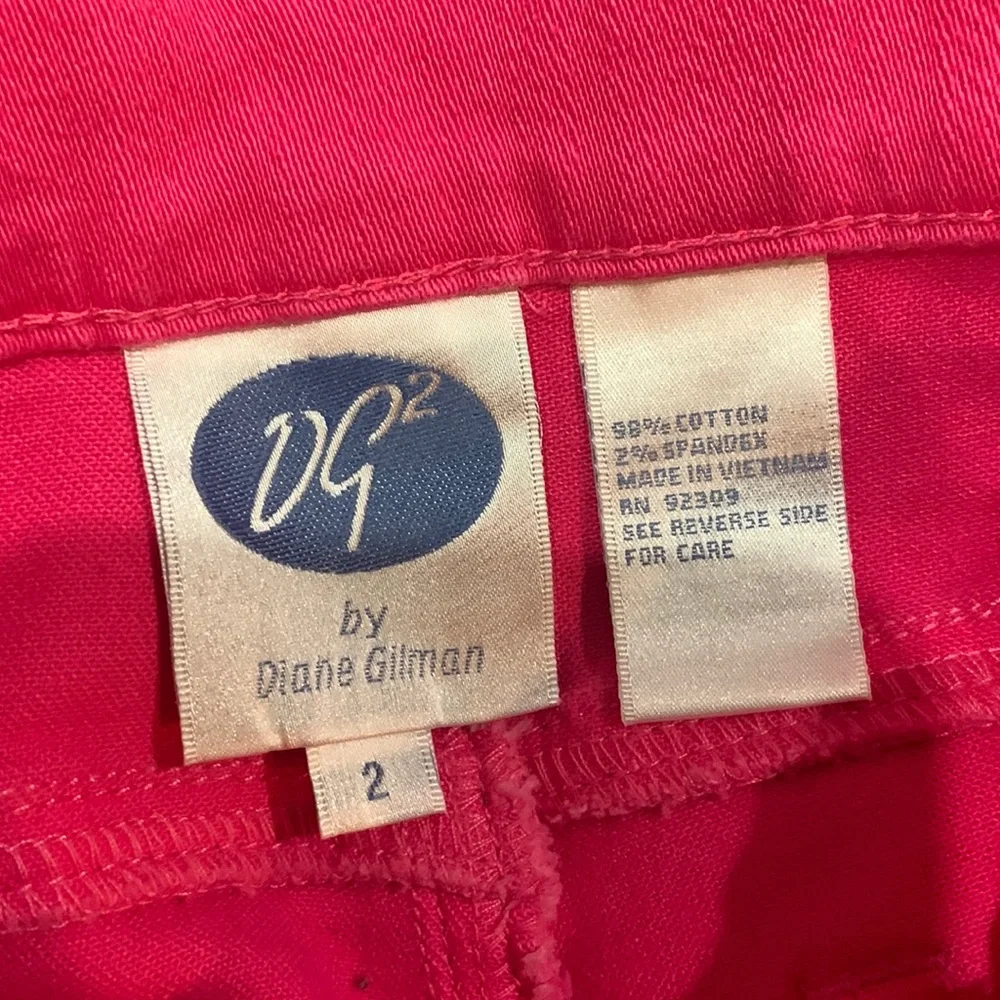 DG²
by
Diane Gilman
2
98% COTTON
2% SPANDEX
MADE IN VIETNAM
RN 92309
SEE REVERSE SIDE
FOR CARE